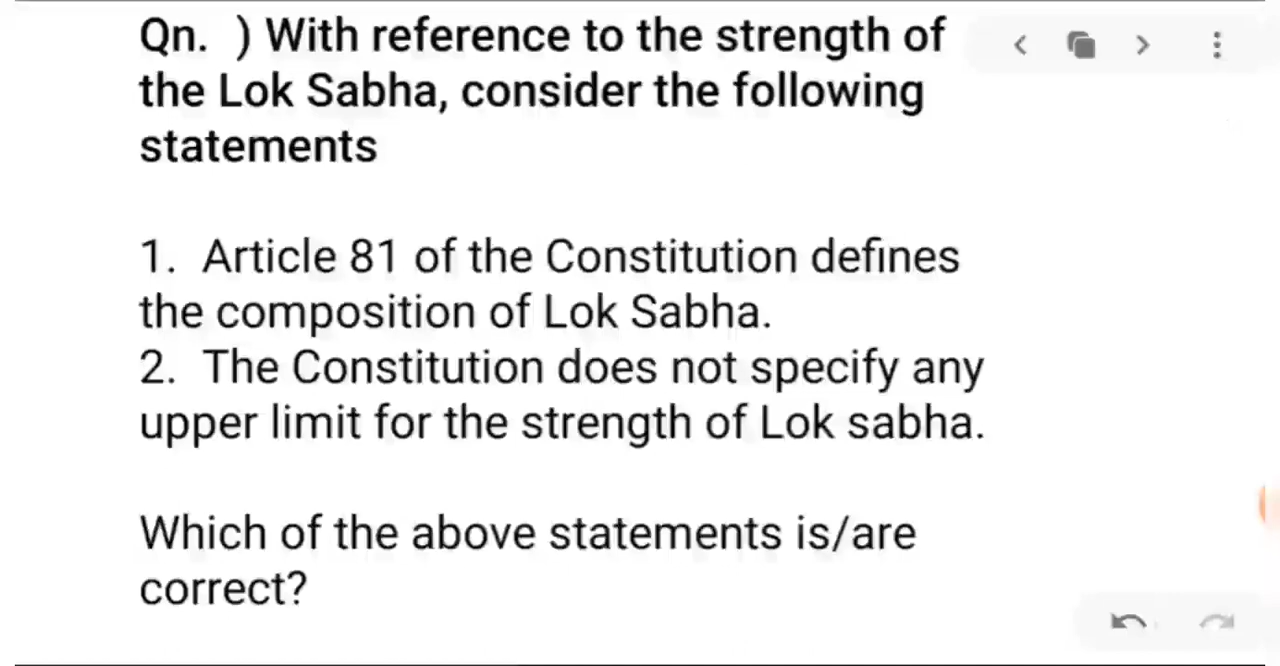 Qn.  ) With reference to the strength of
the Lok Sabha, consider the following
statements
1.  Article 81 of the Constitution defines
the composition of Lok Sabha.
2.  The Constitution does not specify any
upper limit for the strength of Lok sabha.
Which of the above statements is/are
correct?